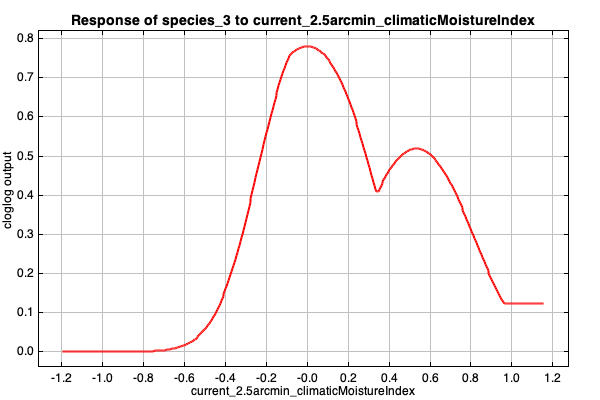 Response of species_3 to current_2.5arcmin_climaticMoistureIndex
0.8
0.7
0.6
0.5
0.4
0.3
0.2
0.1
0.0
cloglog output
-1.2 -1.0 -0.8 -0.6 -0.4 -0.2 -0.0 0.2 0.4 0.6 0.8 1.0 1.2
current_2.5arcmin_climaticMoistureIndex